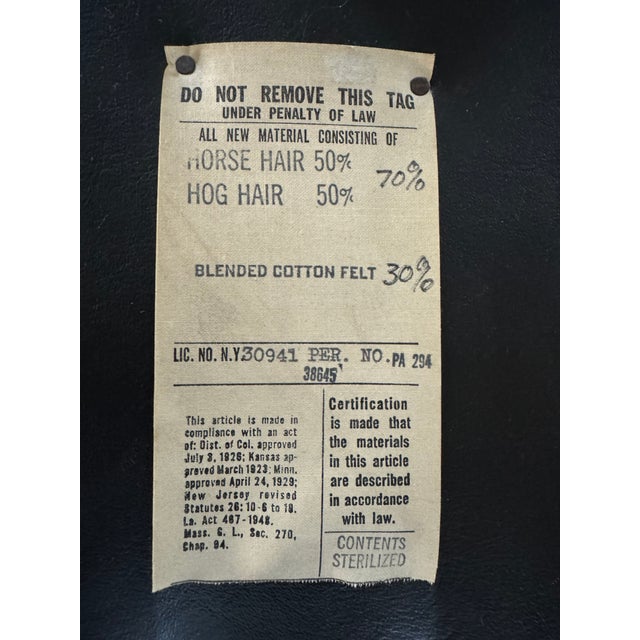 DO NOT REMOVE THIS TAG
UNDER PENALTY OF LAW
ALL NEW MATERIAL CONSISTING OF
HORSE HAIR 50%
70%
HOG HAIR 50%
BLENDED COTTON FELT 30%
LIC. NO. N.Y. 30941 PER. NO. PA 294
38645
This article is made in
compliance with an act
of: Dist. of Col. approved
July 3, 1926; Kansas ap-
preved March 1923; Minn.
approved April 24, 1929;
New Jersey revised
Statutes 26: 10-6 to 18.
La. Act 467-1948.
Mass. G. L., Sec. 270,
Chap. 94.
Certification
is made that
the materials
in this article
are described
in accordance
with law.
CONTENTS
STERILIZED